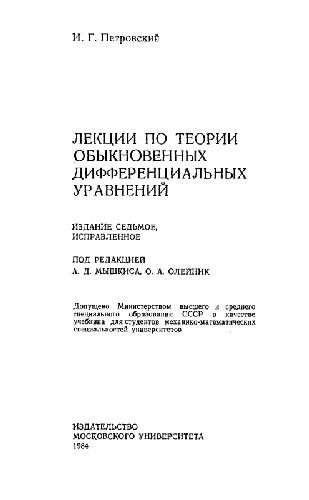 И. Г. Петровский
ЛЕКЦИИ ПО ТЕОРИИ
ОБЫКНОВЕННЫХ
ДИФФЕРЕНЦИАЛЬНЫХ
УРАВНЕНИЙ
ИЗДАНИЕ СЕДЬМОЕ,
ИСПРАВЛЕННОЕ
ПОД РЕДАКЦИЕЙ
А. Д. МЫШКИСА, О. А. ОЛЕЙНИК
Допущено Министерством высшего и среднего
специального образования СССР в качестве
учебника для студентов механико-математических
специальностей университетов
ИЗДАТЕЛЬСТВО
МОСКОВСКОГО УНИВЕРСИТЕТА
1984